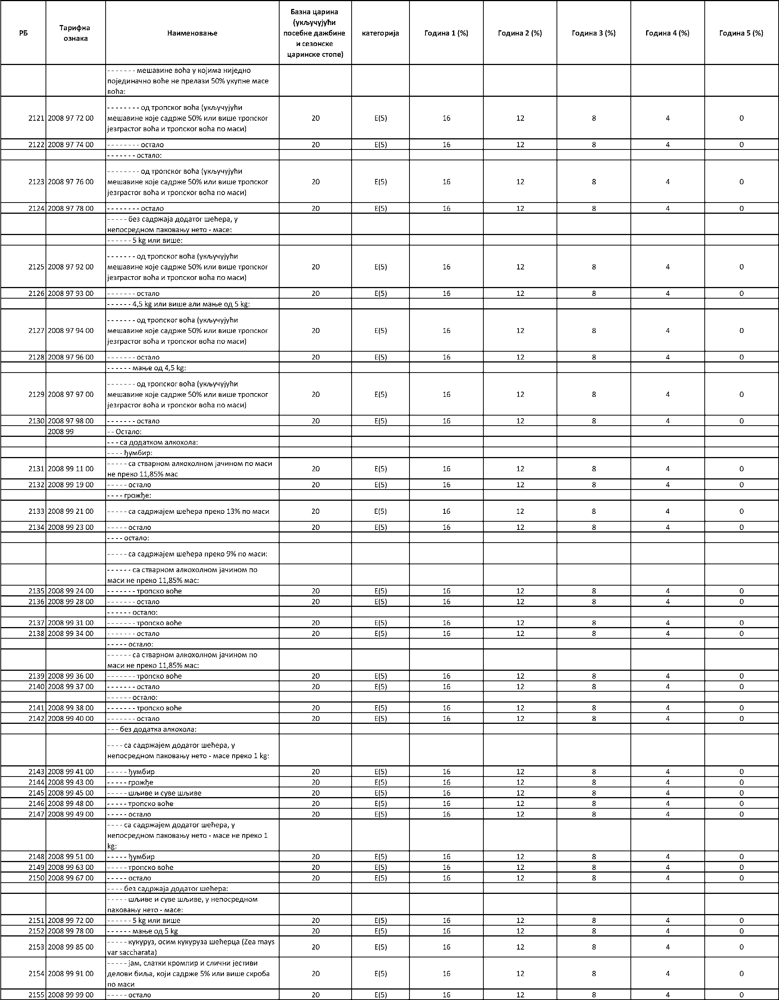 РБ Тарифна ознака Наименовање Базна царина (укључујући посебне дажбине и сезонске царинске стопе) категорија Година 1 (%) Година 2 (%) Година 3 (%) Година 4 (%) Година 5 (%)
- - - - - - - мешавине воћа у којима ниједно
појединачно воће не прелази 50% укупне масе
воћа:
- - - - - - - - од тропског воћа (укључујући
2121 2008 97 72 00 мешавине које садрже 50% или више тропског 20 E(5) 16 12 8 4 0
језграстог воћа и тропског воћа по маси)
2122 2008 97 74 00 - - - - - - - - остало 20 E(5) 16 12 8 4 0
- - - - - - - остало:
- - - - - - - - од тропског воћа (укључујући
2123 2008 97 76 00 мешавине које садрже 50% или више тропског 20 E(5) 16 12 8 4 0
језграстог воћа и тропског воћа по маси)
2124 2008 97 78 00 - - - - - - - - остало 20 E(5) 16 12 8 4 0
- - - - - без садржаја додатог шећера, у
непосредном паковању нето - масе:
- - - - - - 5 kg или више:
- - - - - - - од тропског воћа (укључујући
2125 2008 97 92 00 мешавине које садрже 50% или више тропског 20 E(5) 16 12 8 4 0
језграстог воћа и тропског воћа по маси)
2126 2008 97 93 00 - - - - - - - остало 20 E(5) 16 12 8 4 0
- - - - - - 4,5 kg или више али мање од 5 kg:
- - - - - - - од тропског воћа (укључујући
2127 2008 97 94 00 мешавине које садрже 50% или више тропског 20 E(5) 16 12 8 4 0
језграстог воћа и тропског воћа по маси)
2128 2008 97 96 00 - - - - - - - остало 20 E(5) 16 12 8 4 0
- - - - - - мање од 4,5 kg:
- - - - - - - од тропског воћа (укључујући
2129 2008 97 97 00 мешавине које садрже 50% или више тропског 20 E(5) 16 12 8 4 0
језграстог воћа и тропског воћа по маси)
2130 2008 97 98 00 - - - - - - - остало 20 E(5) 16 12 8 4 0
2008 99 - - Остало:
- - - са додатком алкохола:
- - - - ђумбир:
- - - - - са стварном алкохолном јачином по маси
2131 2008 99 11 00 не преко 11,85% мас 20 E(5) 16 12 8 4 0
2132 2008 99 19 00 - - - - - остало 20 E(5) 16 12 8 4 0
- - - - грожђе:
2133 2008 99 21 00 - - - - - са садржајем шећера преко 13% по маси 20 E(5) 16 12 8 4 0
2134 2008 99 23 00 - - - - - остало 20 E(5) 16 12 8 4 0
- - - - остало:
- - - - - са садржајем шећера преко 9% по маси:
- - - - - - са стварном алкохолном јачином по
маси не преко 11,85% мас:
2135 2008 99 24 00 - - - - - - - тропско воће 20 E(5) 16 12 8 4 0
2136 2008 99 28 00 - - - - - - - остало 20 E(5) 16 12 8 4 0
- - - - - - остало:
2137 2008 99 31 00 - - - - - - - тропско воће 20 E(5) 16 12 8 4 0
2138 2008 99 34 00 - - - - - - - остало 20 E(5) 16 12 8 4 0
- - - - - остало:
- - - - - - са стварном алкохолном јачином по
маси не преко 11,85% мас:
2139 2008 99 36 00 - - - - - - - тропско воће 20 E(5) 16 12 8 4 0
2140 2008 99 37 00 - - - - - - - остало 20 E(5) 16 12 8 4 0
- - - - - - остало:
2141 2008 99 38 00 - - - - - - - тропско воће 20 E(5) 16 12 8 4 0
2142 2008 99 40 00 - - - - - - - остало 20 E(5) 16 12 8 4 0
- - - без додатка алкохола:
- - - - са садржајем додатог шећера, у
непосредном паковању нето - масе преко 1 kg:
2143 2008 99 41 00 - - - - - ђумбир 20 E(5) 16 12 8 4 0
2144 2008 99 43 00 - - - - - грожђе 20 E(5) 16 12 8 4 0
2145 2008 99 45 00 - - - - - шљиве и суве шљиве 20 E(5) 16 12 8 4 0
2146 2008 99 48 00 - - - - - тропско воће 20 E(5) 16 12 8 4 0
2147 2008 99 49 00 - - - - - остало 20 E(5) 16 12 8 4 0
- - - - са садржајем додатог шећера, у
непосредном паковању нето - масе не преко 1
kg:
2148 2008 99 51 00 - - - - - ђумбир 20 E(5) 16 12 8 4 0
2149 2008 99 63 00 - - - - - тропско воће 20 E(5) 16 12 8 4 0
2150 2008 99 67 00 - - - - - остало 20 E(5) 16 12 8 4 0
- - - - без садржаја додатог шећера:
- - - - - шљиве и суве шљиве, у непосредном
паковању нето - масе:
2151 2008 99 72 00 - - - - - - 5 kg или више 20 E(5) 16 12 8 4 0
2152 2008 99 78 00 - - - - - - мање од 5 kg 20 E(5) 16 12 8 4 0
- - - - - кукуруз, осим кукуруза шећерца (Zea mays
2153 2008 99 85 00 var saccharata) 20 E(5) 16 12 8 4 0
- - - - - јам, слатки кромпир и слични јестиви
2154 2008 99 91 00 делови биља, који садрже 5% или више скроба 20 E(5) 16 12 8 4 0
по маси
2155 2008 99 99 00 - - - - - остало 20 E(5) 16 12 8 4 0